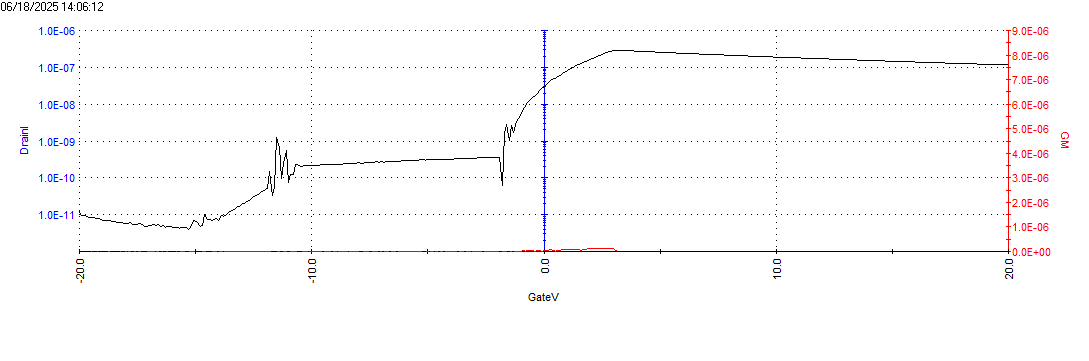 06/18/2025 14:06:12
1.0E-06
1.0E-07
1.0E-08
1.0E-09
1.0E-10
1.0E-11
DrainI
9.0E-06
8.0E-06
7.0E-06
6.0E-06
5.0E-06
4.0E-06
3.0E-06
2.0E-06
1.0E-06
0.0E+00
GM
-20.0
-10.0
0.0
10.0
20.0
GateV